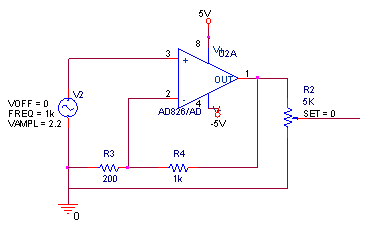 5V
8
V+
U2A
3
+
OUT
1
2
-
4
AD826/AD
-5V
V2
VOFF = 0
FREQ = 1k
VAMPL = 2.2
R2
5K
SET = 0
R3
200
R4
1k
0